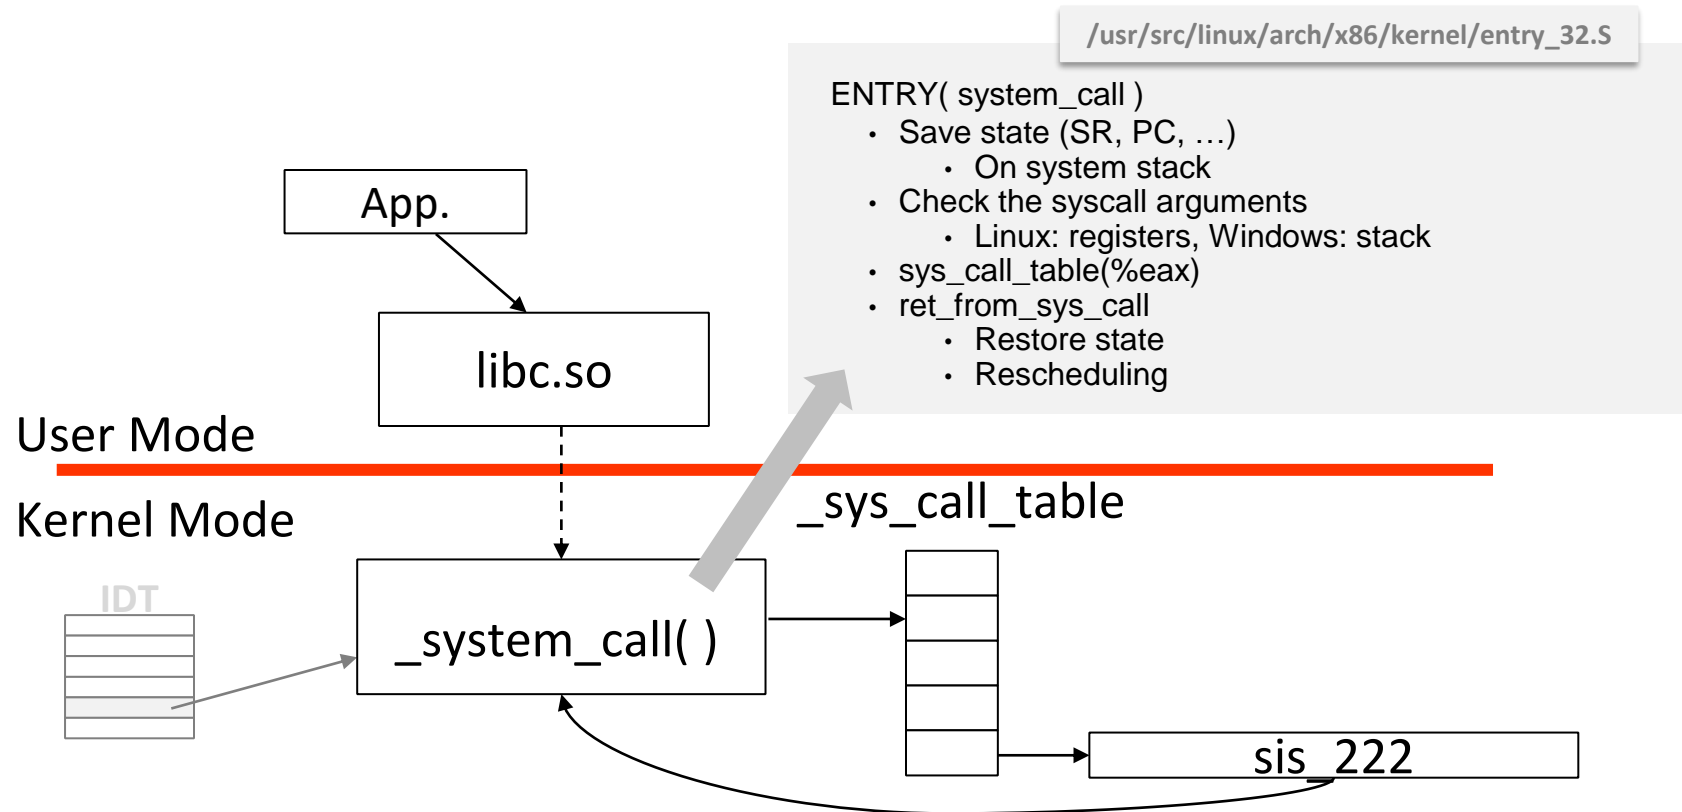 /usr/src/linux/arch/x86/kernel/entry_32.S
ENTRY( system_call )
• Save state (SR, PC, …)
• On system stack
• Check the syscall arguments
• Linux: registers, Windows: stack
• sys_call_table(%eax)
• ret_from_sys_call
• Restore state
• Rescheduling
App.
libc.so
User Mode
Kernel Mode
_sys_call_table
IDT
_system_call( )
sis_222